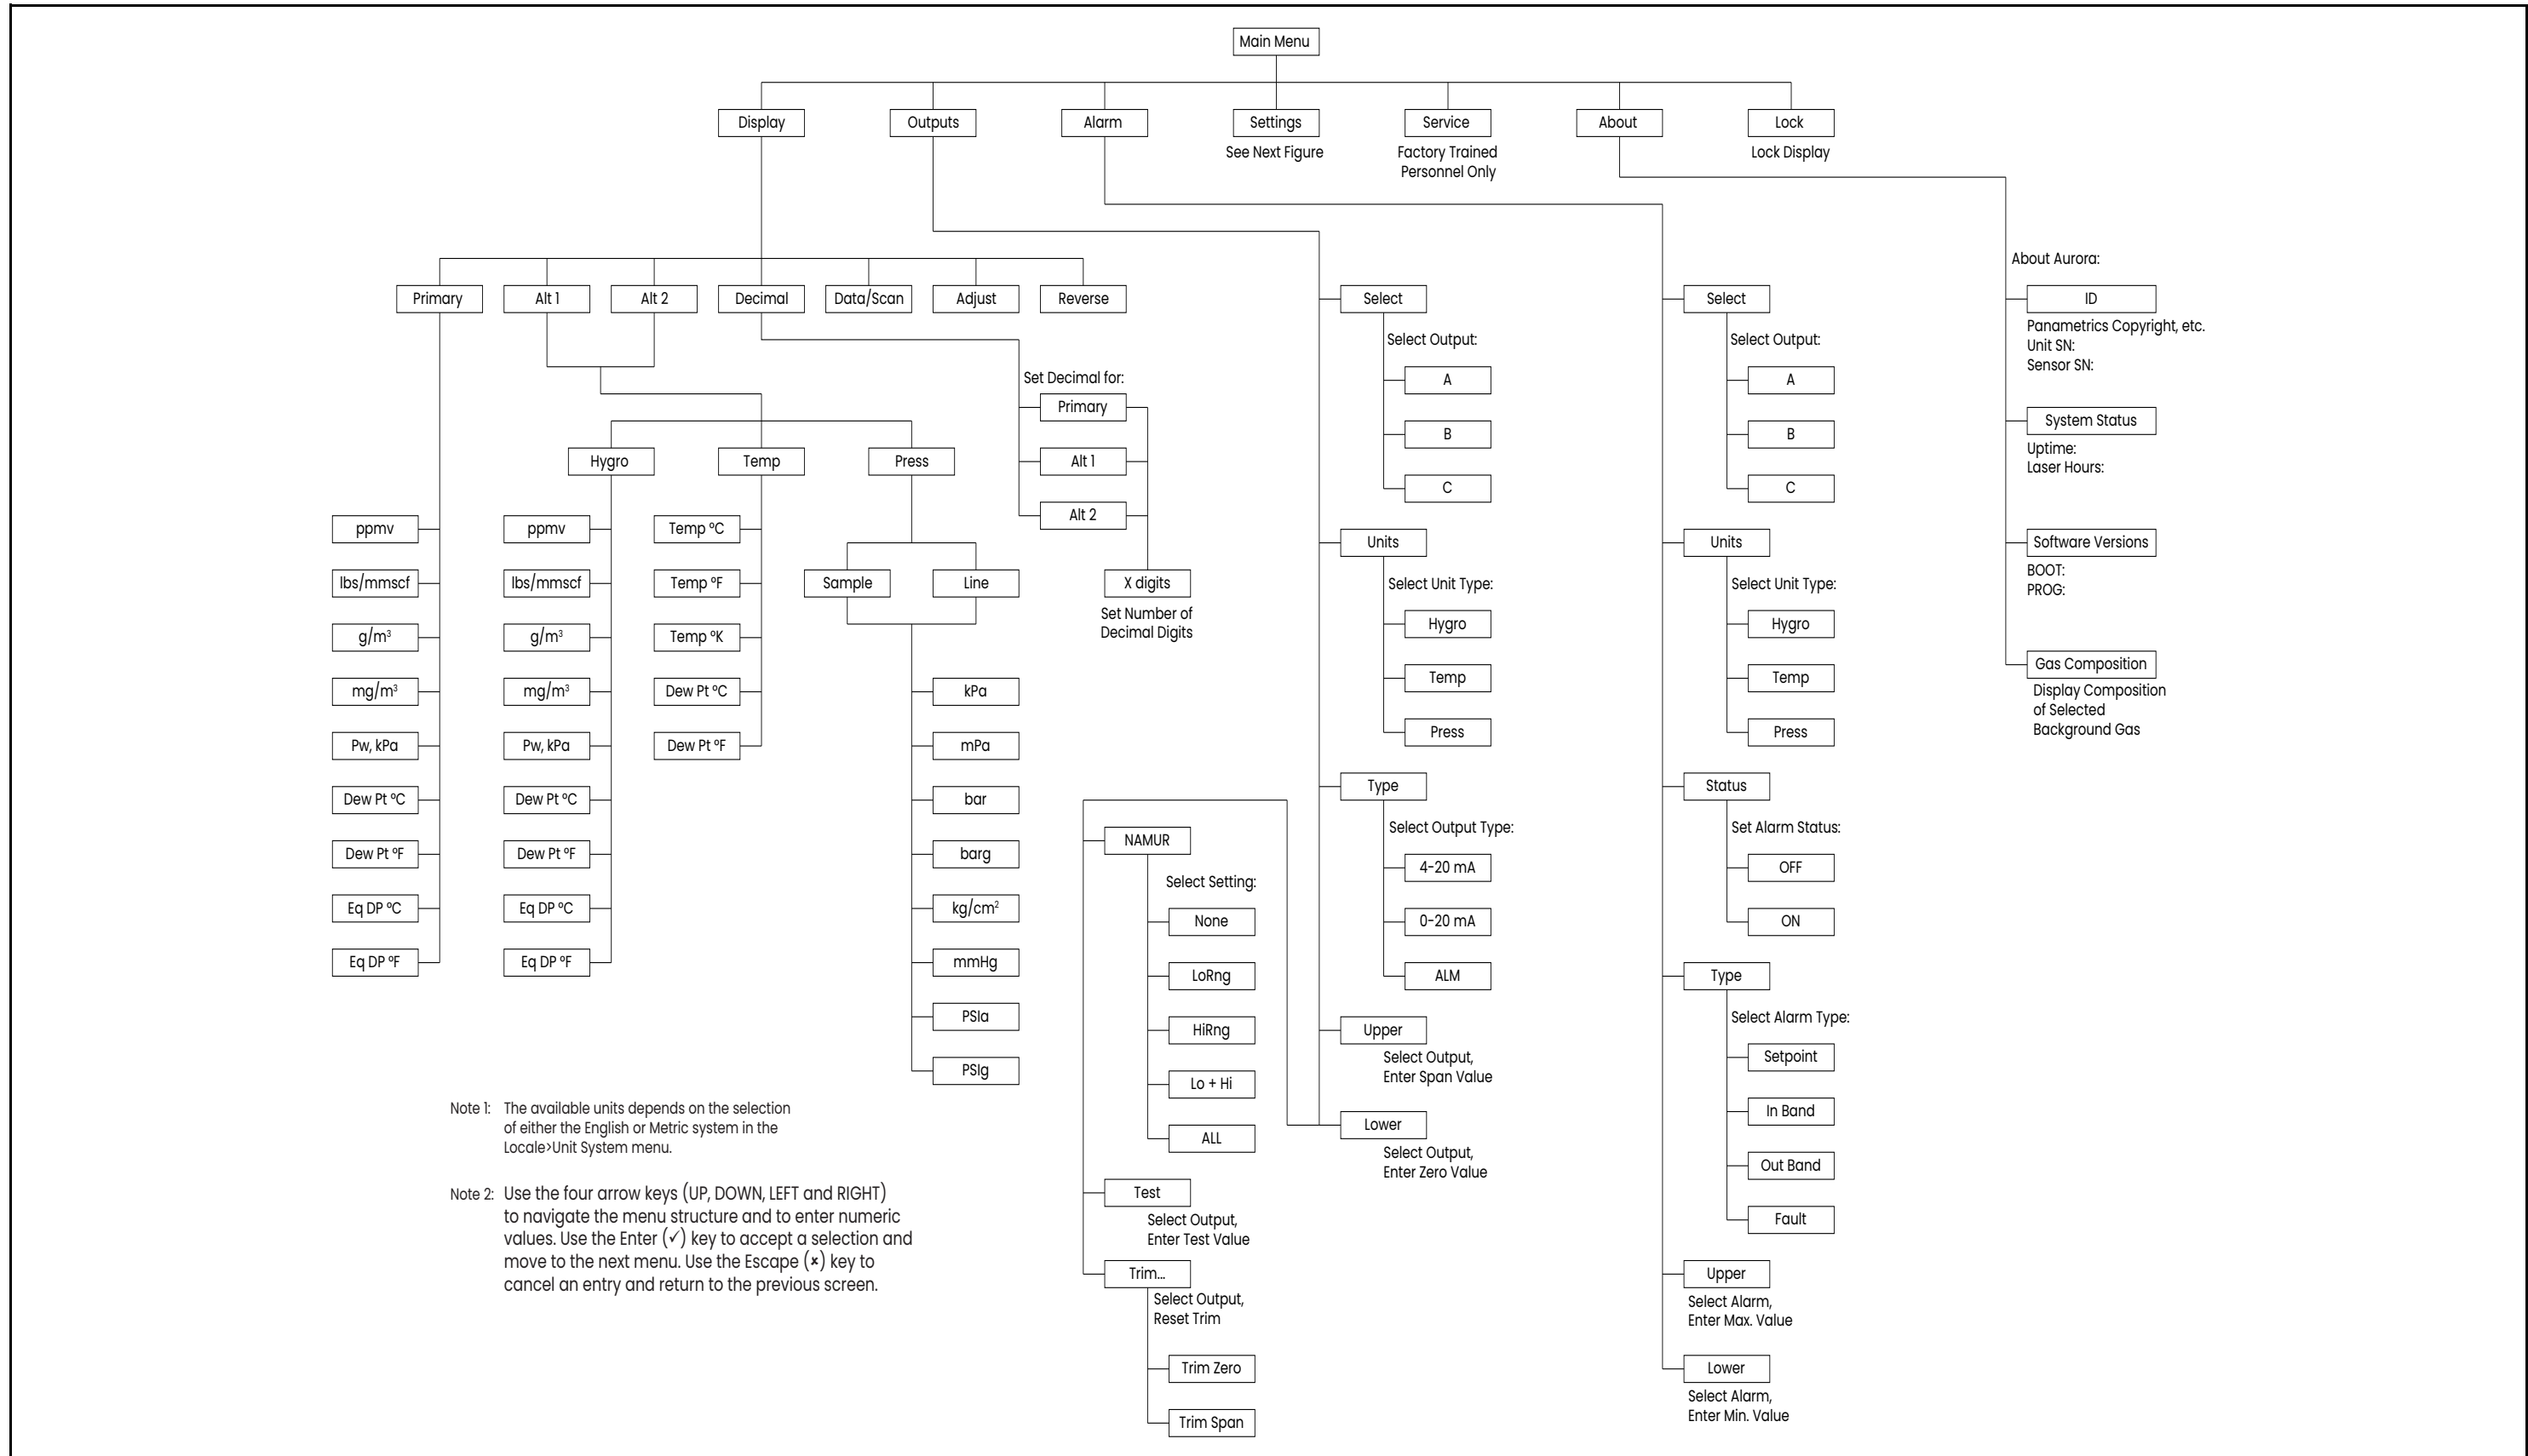 Main Menu
Display
Outputs
Alarm
Settings
See Next Figure
Service
Factory Trained
Personnel Only
About
Lock
Lock Display
Primary
Alt 1
Alt 2
Decimal
Data/Scan
Adjust
Reverse
ppmv
lbs/mmscf
g/m³
mg/m³
Pw, kPa
Dew Pt ºC
Dew Pt ºF
Eq DP ºC
Eq DP ºF
Hygro
Temp
Press
ppmv
lbs/mmscf
g/m³
mg/m³
Pw, kPa
Dew Pt ºC
Dew Pt ºF
Eq DP ºC
Eq DP ºF
Temp ºC
Temp ºF
Temp ºK
Dew Pt ºC
Dew Pt ºF
Sample
Line
kPa
mPa
bar
barg
kg/cm²
mmHg
PSIa
PSIg
Set Decimal for:
Primary
Alt 1
Alt 2
X digits
Set Number of
Decimal Digits
Select
Select Output:
A
B
C
Units
Select Unit Type:
Hygro
Temp
Press
Type
Select Output Type:
4-20 mA
0-20 mA
ALM
Upper
Select Output,
Enter Span Value
Lower
Select Output,
Enter Zero Value
NAMUR
Select Setting:
None
LoRng
HiRng
Lo + Hi
ALL
Test
Select Output,
Enter Test Value
Trim...
Select Output,
Reset Trim
Trim Zero
Trim Span
Select
Select Output:
A
B
C
Units
Select Unit Type:
Hygro
Temp
Press
Status
Set Alarm Status:
OFF
ON
Type
Select Alarm Type:
Setpoint
In Band
Out Band
Fault
Upper
Select Alarm,
Enter Max. Value
Lower
Select Alarm,
Enter Min. Value
About Aurora:
ID
Panametrics Copyright, etc.
Unit SN:
Sensor SN:
System Status
Uptime:
Laser Hours:
Software Versions
BOOT:
PROG:
Gas Composition
Display Composition
of Selected
Background Gas
Note 1: The available units depends on the selection
of either the English or Metric system in the
Locale>Unit System menu.
Note 2: Use the four arrow keys (UP, DOWN, LEFT and RIGHT)
to navigate the menu structure and to enter numeric
values. Use the Enter (✓) key to accept a selection and
move to the next menu. Use the Escape (×) key to
cancel an entry and return to the previous screen.